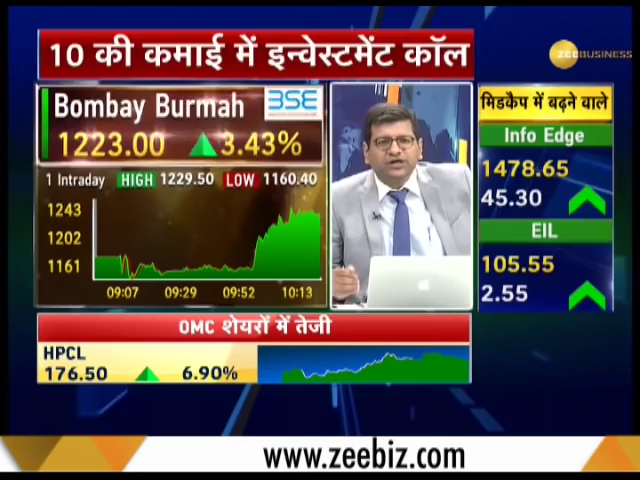 10 की कमाई में इन्वेस्टमेंट कॉल
ZEEBUSINESS
Bombay Burmah BSE
1223.00 3.43%
1 Intraday HIGH 1229.50 LOW 1160.40
1243
1202
1161
09:07 09:29 09:52 10:13
मिडकैप में बढ़ने वाले
Info Edge
1478.65
45.30
EIL
105.55
2.55
OMC शेयरों में तेजी
HPCL
176.50 6.90%
www.zeebiz.com